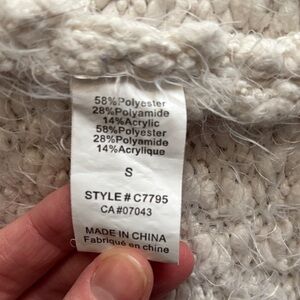 58%Polyester
28%Polyamide
14%Acrylic
58%Polyester
28%Polyamide
14%Acrylique
S
STYLE # C7795
CA #07043
MADE IN CHINA
Fabriqué en chine